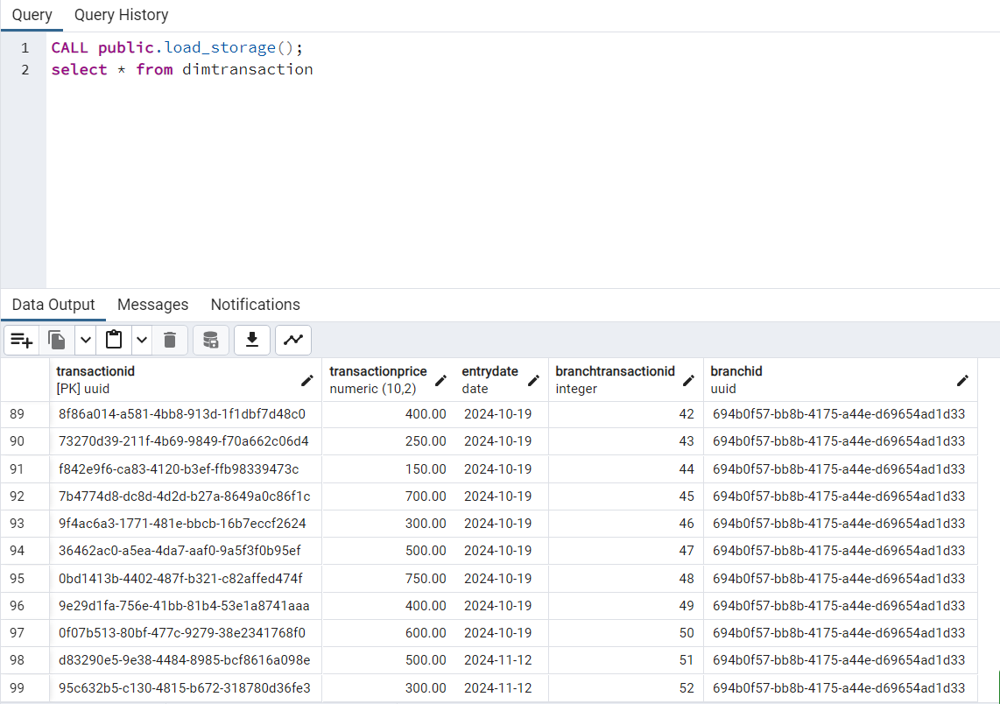 Query Query History
1 CALL public.load_storage();
2 select * from dimtransaction
Data Output Messages Notifications
transactionid transactionprice entrydate branchtransactionid branchid
[PK] uuid numeric (10,2) date integer uuid
89 8f86a014-a581-4bb8-913d-1f1dbf7d48c0 400.00 2024-10-19 42 694b0f57-bb8b-4175-a44e-d69654ad1d33
90 73270d39-211f-4b69-9849-f70a662c06d4 250.00 2024-10-19 43 694b0f57-bb8b-4175-a44e-d69654ad1d33
91 f842e9f6-ca83-4120-b3ef-ffb98339473c 150.00 2024-10-19 44 694b0f57-bb8b-4175-a44e-d69654ad1d33
92 7b4774d8-dc8d-4d2d-b27a-8649a0c86f1c 700.00 2024-10-19 45 694b0f57-bb8b-4175-a44e-d69654ad1d33
93 9f4ac6a3-1771-481e-bbcb-16b7eccf2624 300.00 2024-10-19 46 694b0f57-bb8b-4175-a44e-d69654ad1d33
94 36462ac0-a5ea-4da7-aaf0-9a5f3f0b95ef 500.00 2024-10-19 47 694b0f57-bb8b-4175-a44e-d69654ad1d33
95 0bd1413b-4402-487f-b321-c82affed474f 750.00 2024-10-19 48 694b0f57-bb8b-4175-a44e-d69654ad1d33
96 9e29d1fa-756e-41bb-81b4-53e1a8741aaa 400.00 2024-10-19 49 694b0f57-bb8b-4175-a44e-d69654ad1d33
97 0f07b513-80bf-477c-9279-38e2341768f0 600.00 2024-10-19 50 694b0f57-bb8b-4175-a44e-d69654ad1d33
98 d83290e5-9e38-4484-8985-bcf8616a098e 500.00 2024-11-12 51 694b0f57-bb8b-4175-a44e-d69654ad1d33
99 95c632b5-c130-4815-b672-318780d36fe3 300.00 2024-11-12 52 694b0f57-bb8b-4175-a44e-d69654ad1d33